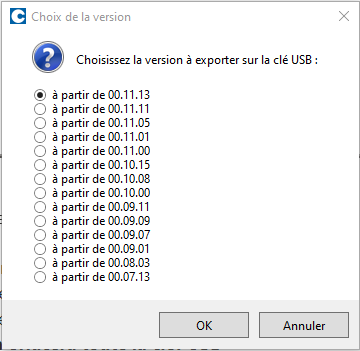 Choix de la version
Choisissez la version à exporter sur la clé USB :
à partir de 00.11.13
à partir de 00.11.11
à partir de 00.11.05
à partir de 00.11.01
à partir de 00.11.00
à partir de 00.10.15
à partir de 00.10.08
à partir de 00.10.00
à partir de 00.09.11
à partir de 00.09.09
à partir de 00.09.07
à partir de 00.09.01
à partir de 00.08.03
à partir de 00.07.13
OK
Annuler